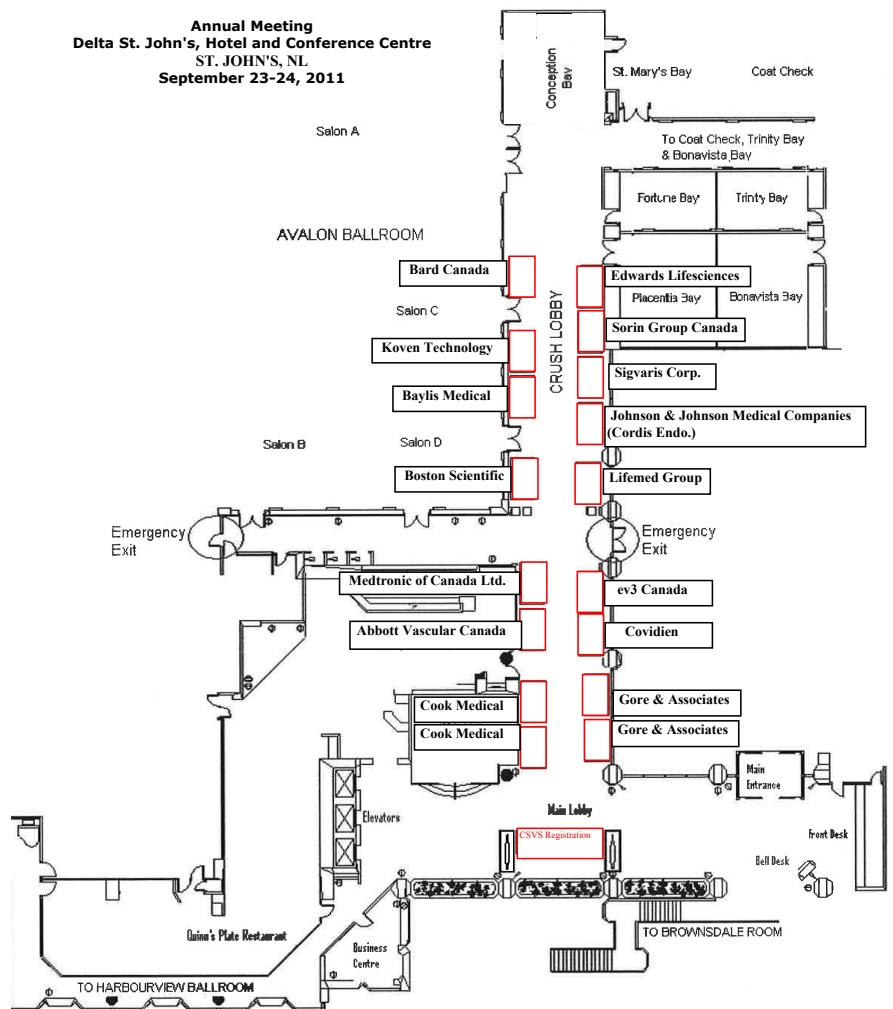 Annual Meeting
Delta St. John's, Hotel and Conference Centre
ST. JOHN'S, NL
September 23-24, 2011
Conception
Bay
St. Mary's Bay
Coat Check
Salon A
To Coat Check, Trinity Bay
& Bonavista Bay
Fortune Bay
Trinty Bay
AVALON BALLROOM
Bard Canada
Edwards Lifesciences
Placentia Bay
Bonavista Bay
Salon C
CRUSH LOBBY
Sorin Group Canada
Koven Technology
Sigvaris Corp.
Baylis Medical
Johnson & Johnson Medical Companies
(Cordis Endo.)
Salon B
Salon D
Boston Scientific
Lifemed Group
Emergency
Exit
Emergency
Exit
Medtronic of Canada Ltd.
ev3 Canada
Abbott Vascular Canada
Covidien
Cook Medical
Gore & Associates
Cook Medical
Gore & Associates
Main
Entrance
Elevators
Main Lobby
CSVS Registration
Front Desk
Bell Desk
Quinn's Plate Restaurant
Business
Centre
TO BROWNSDALE ROOM
TO HARBOURVIEW BALLROOM